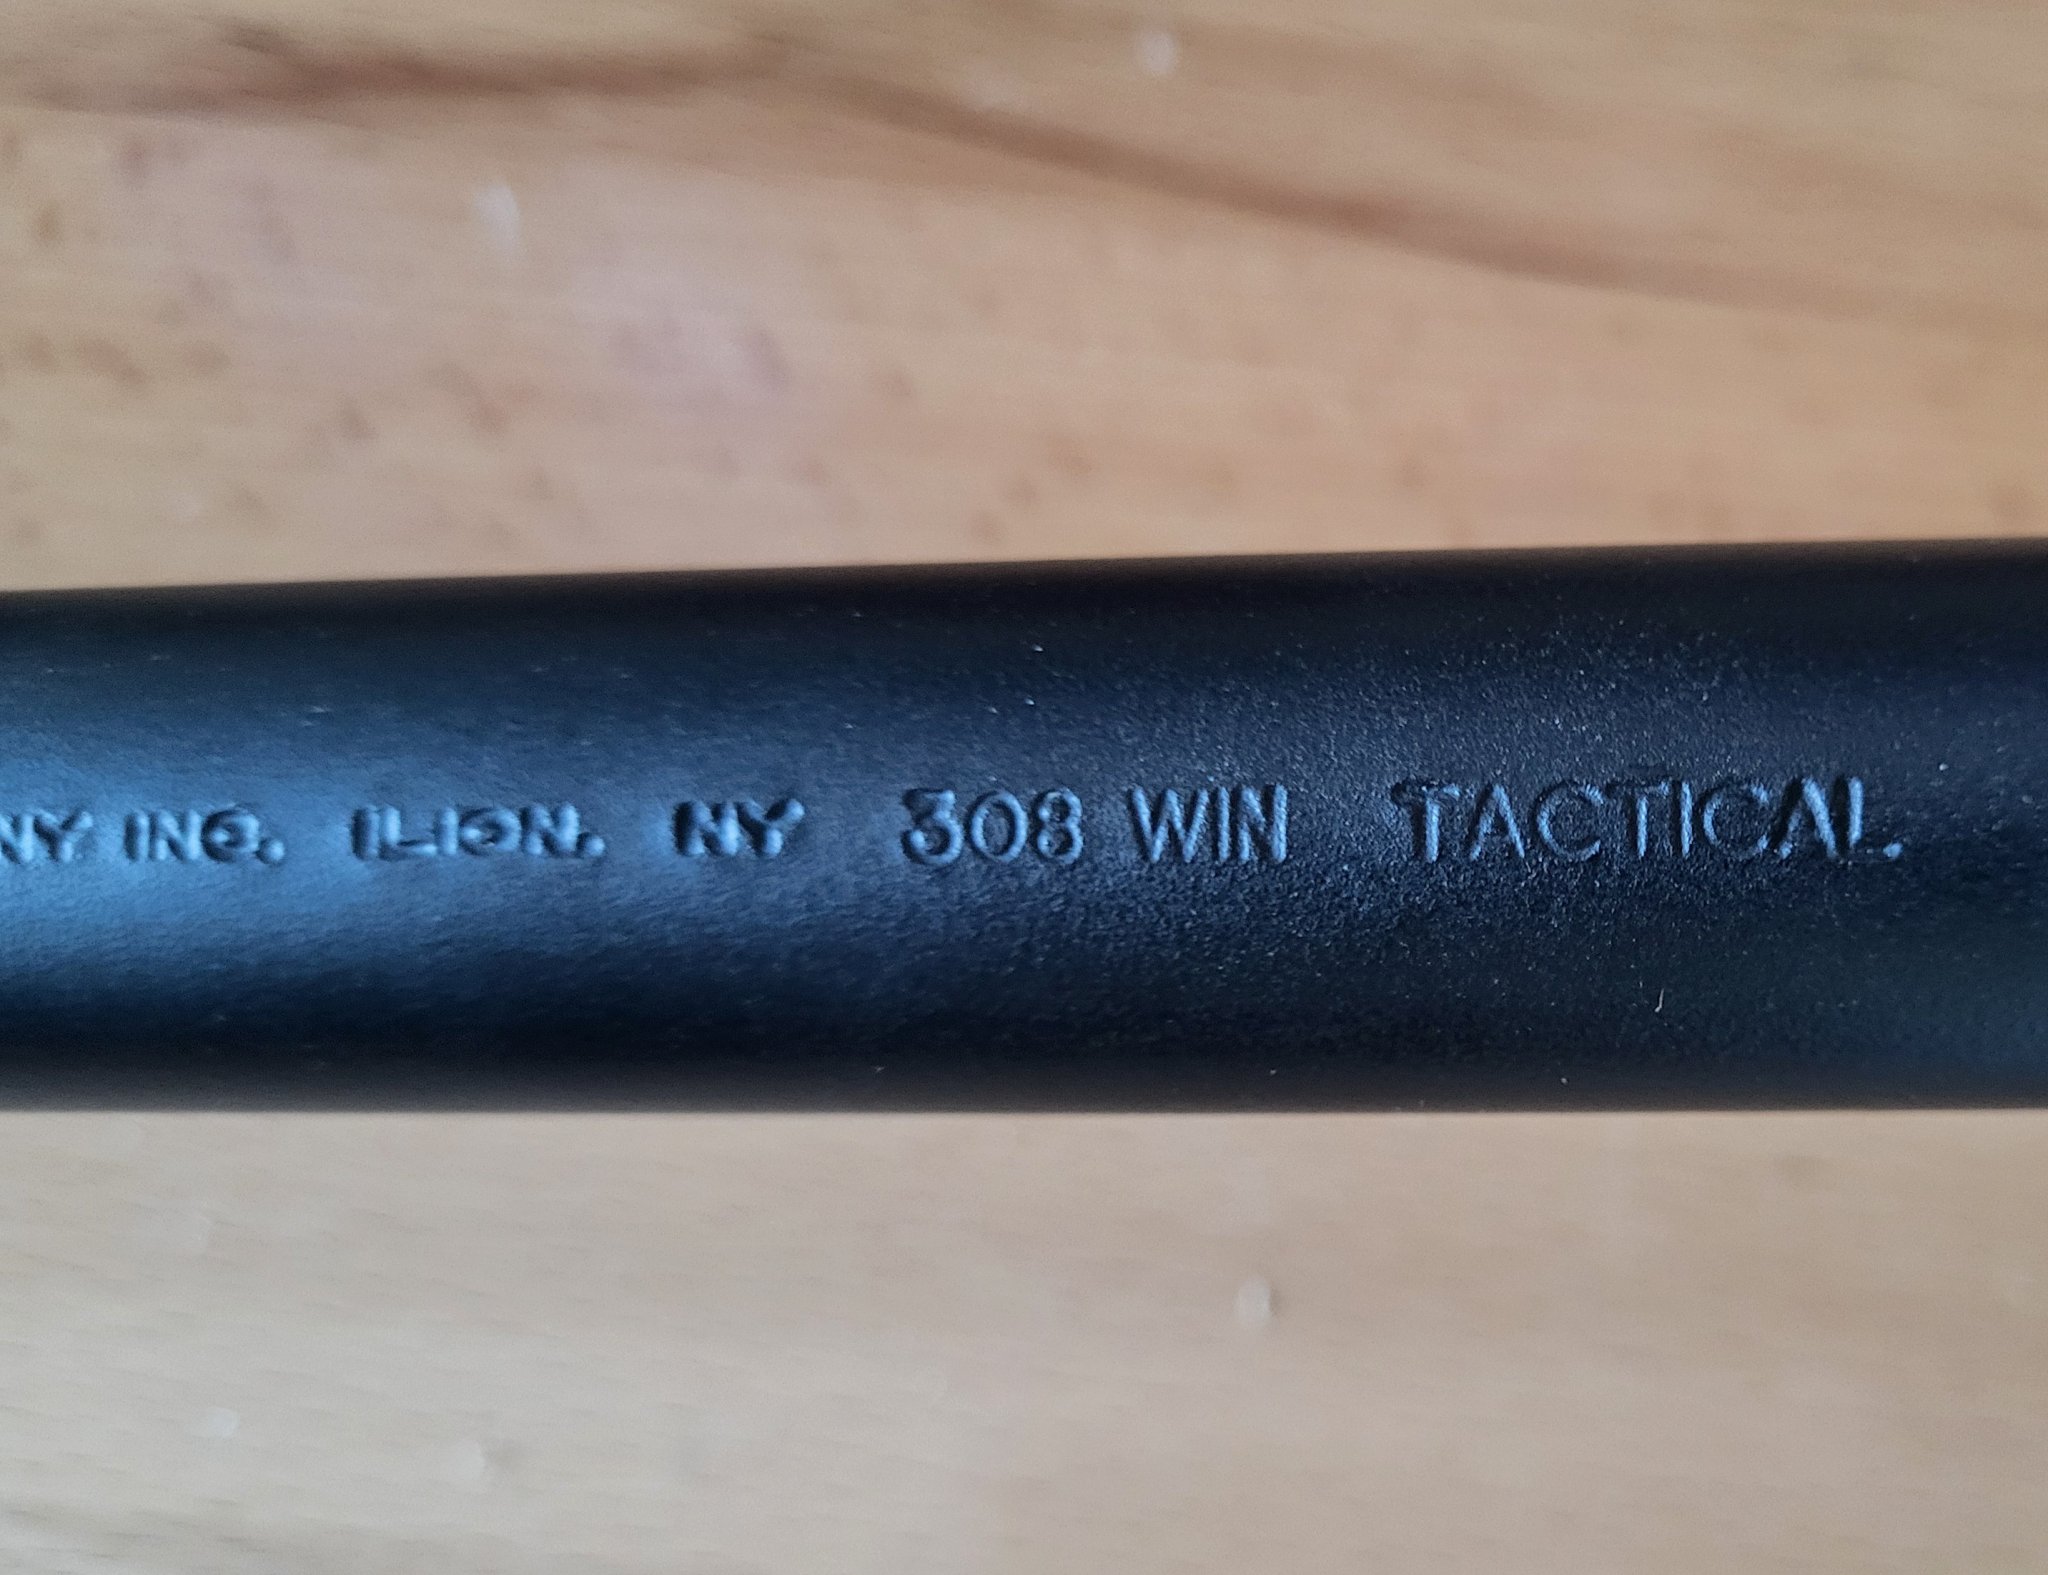 NY INC. ILION. NY 308 WIN TACTICAL.